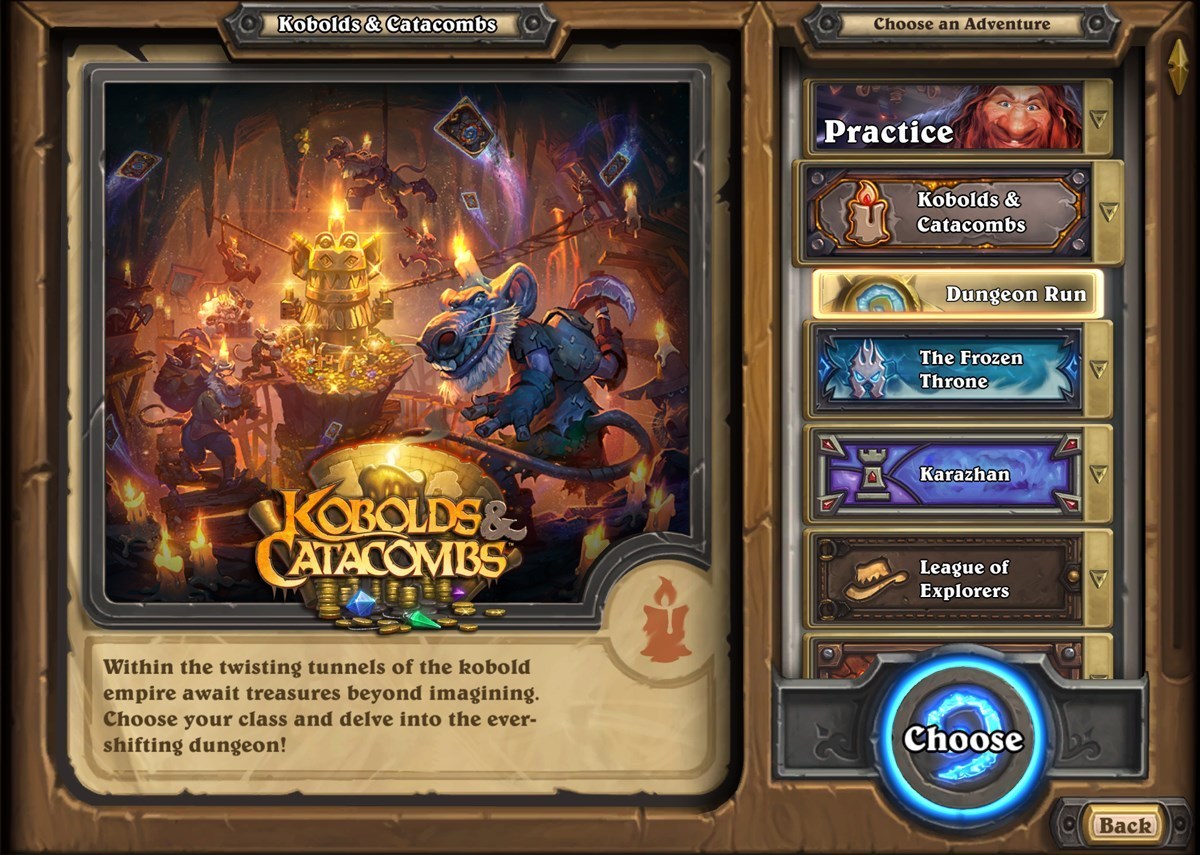 Kobolds & Catacombs
KOBOLDS &
CATACOMBS™
Within the twisting tunnels of the kobold
empire await treasures beyond imagining.
Choose your class and delve into the ever-
shifting dungeon!
Choose an Adventure
Practice
Kobolds &
Catacombs
Dungeon Run
The Frozen
Throne
Karazhan
League of
Explorers
Choose
Back